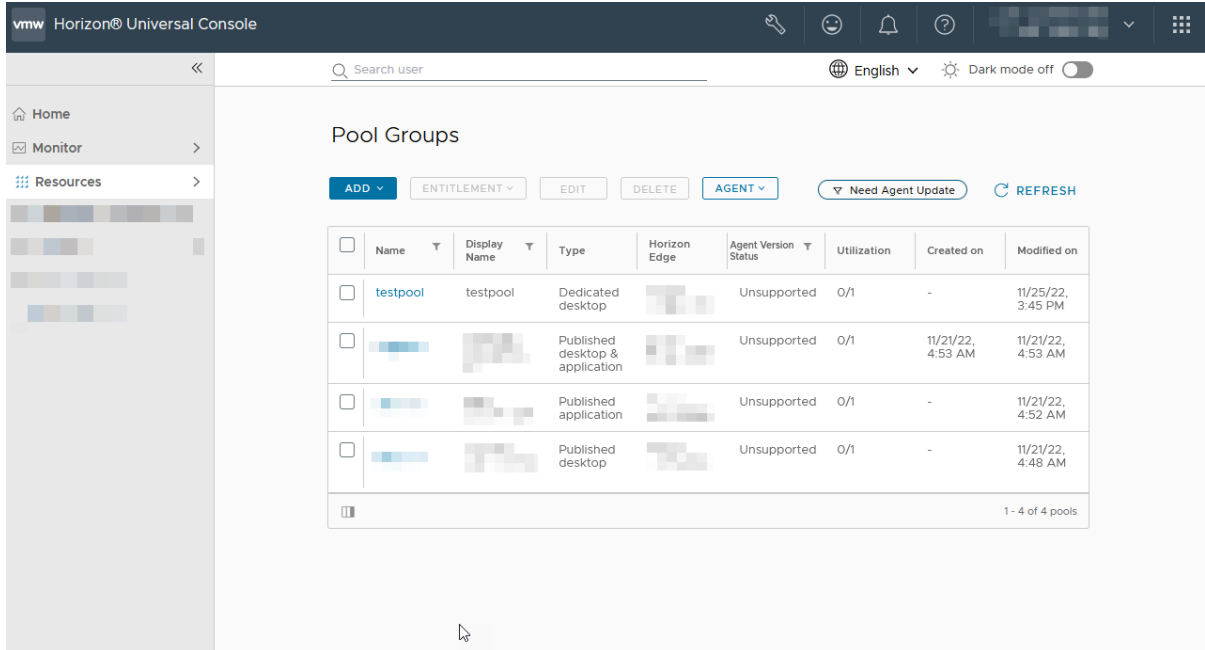 vmw Horizon® Universal Console
Search user
English
Dark mode off
Home
Monitor
Resources
Pool Groups
ADD
ENTITLEMENT
EDIT
DELETE
AGENT
Need Agent Update
REFRESH
Name
Display
Name
Type
Horizon
Edge
Agent Version
Status
Utilization
Created on
Modified on
testpool
testpool
Dedicated
desktop
Unsupported
0/1
-
11/25/22,
3:45 PM
Published
desktop &
application
Unsupported
0/1
11/21/22,
4:53 AM
11/21/22,
4:53 AM
Published
application
Unsupported
0/1
-
11/21/22,
4:52 AM
Published
desktop
Unsupported
0/1
-
11/21/22,
4:48 AM
1 - 4 of 4 pools